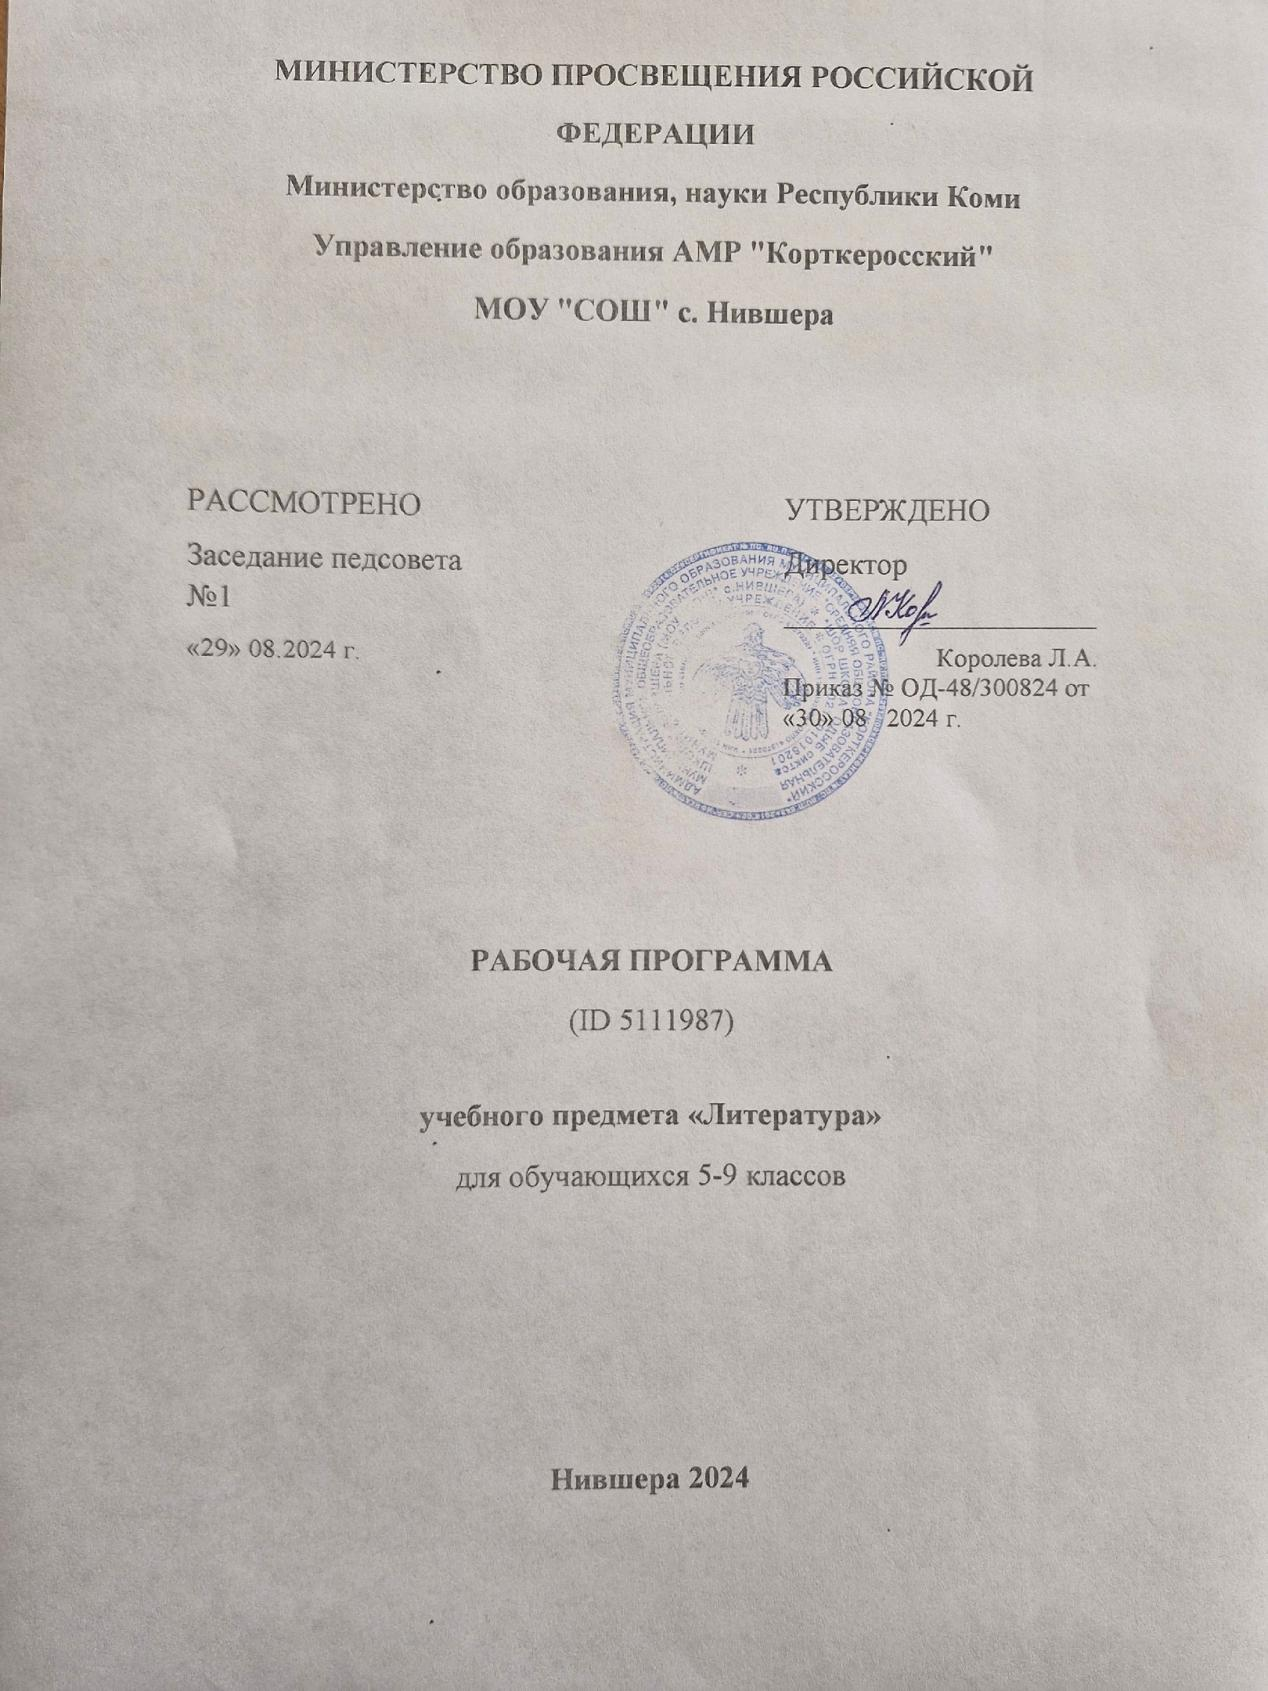 МИНИСТЕРСТВО ПРОСВЕЩЕНИЯ РОССИЙСКОЙ
ФЕДЕРАЦИИ
Министерство образования, науки Республики Коми
Управление образования АМР "Корткеросский"
МОУ "СОШ" с. Нившера
РАССМОТРЕНО
Заседание педсовета
№1
«29» 08.2024 г.
УТВЕРЖДЕНО
Директор
Королева Л.А.
Приказ № ОД-48/300824 от
«30» 08 2024 г.
РАБОЧАЯ ПРОГРАММА
(ID 5111987)
учебного предмета «Литература»
для обучающихся 5-9 классов
Нившера 2024